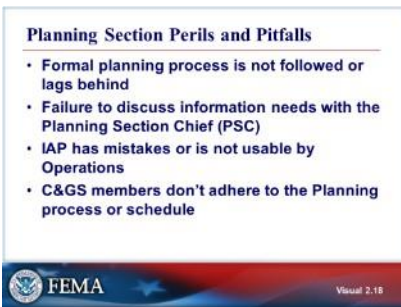 Planning Section Perils and Pitfalls
• Formal planning process is not followed or
lags behind
• Failure to discuss information needs with the
Planning Section Chief (PSC)
• IAP has mistakes or is not usable by
Operations
• C&GS members don't adhere to the Planning
process or schedule
FEMA
Visual 2.18